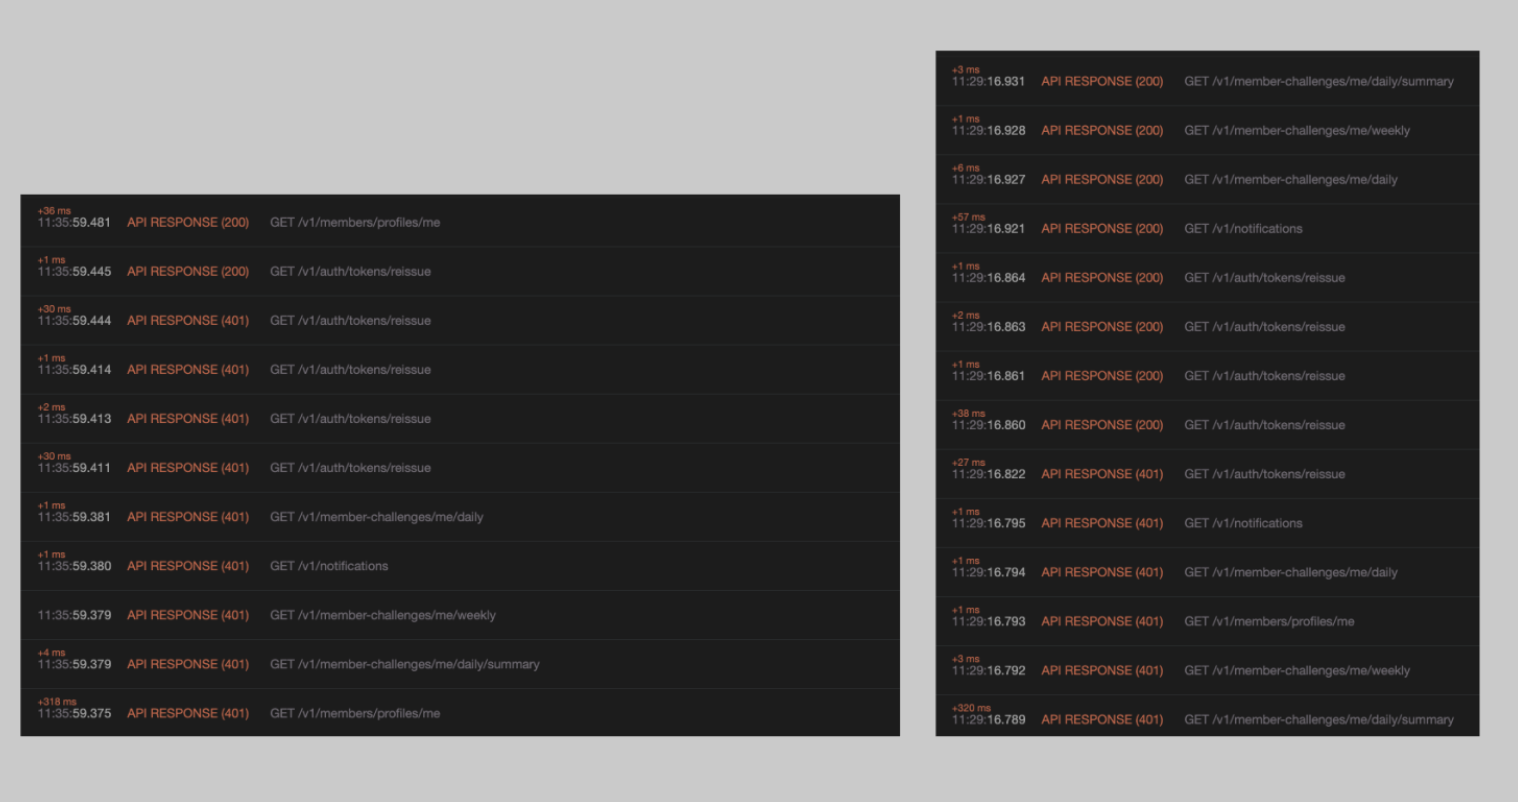 +36 ms
11:35:59.481 API RESPONSE (200) GET /v1/members/profiles/me
+1 ms
11:35:59.445 API RESPONSE (200) GET /v1/auth/tokens/reissue
+30 ms
11:35:59.444 API RESPONSE (401) GET /v1/auth/tokens/reissue
+1 ms
11:35:59.414 API RESPONSE (401) GET /v1/auth/tokens/reissue
+2 ms
11:35:59.413 API RESPONSE (401) GET /v1/auth/tokens/reissue
+30 ms
11:35:59.411 API RESPONSE (401) GET /v1/auth/tokens/reissue
+1 ms
11:35:59.381 API RESPONSE (401) GET /v1/member-challenges/me/daily
+1 ms
11:35:59.380 API RESPONSE (401) GET /v1/notifications
11:35:59.379 API RESPONSE (401) GET /v1/member-challenges/me/weekly
+4 ms
11:35:59.379 API RESPONSE (401) GET /v1/member-challenges/me/daily/summary
+318 ms
11:35:59.375 API RESPONSE (401) GET /v1/members/profiles/me
+3 ms
11:29:16.931 API RESPONSE (200) GET /v1/member-challenges/me/daily/summary
+1 ms
11:29:16.928 API RESPONSE (200) GET /v1/member-challenges/me/weekly
+6 ms
11:29:16.927 API RESPONSE (200) GET /v1/member-challenges/me/daily
+57 ms
11:29:16.921 API RESPONSE (200) GET /v1/notifications
+1 ms
11:29:16.864 API RESPONSE (200) GET /v1/auth/tokens/reissue
+2 ms
11:29:16.863 API RESPONSE (200) GET /v1/auth/tokens/reissue
+1 ms
11:29:16.861 API RESPONSE (200) GET /v1/auth/tokens/reissue
+38 ms
11:29:16.860 API RESPONSE (200) GET /v1/auth/tokens/reissue
+27 ms
11:29:16.822 API RESPONSE (401) GET /v1/auth/tokens/reissue
+1 ms
11:29:16.795 API RESPONSE (401) GET /v1/notifications
+1 ms
11:29:16.794 API RESPONSE (401) GET /v1/member-challenges/me/daily
+1 ms
11:29:16.793 API RESPONSE (401) GET /v1/members/profiles/me
+3 ms
11:29:16.792 API RESPONSE (401) GET /v1/member-challenges/me/weekly
+320 ms
11:29:16.789 API RESPONSE (401) GET /v1/member-challenges/me/daily/summary